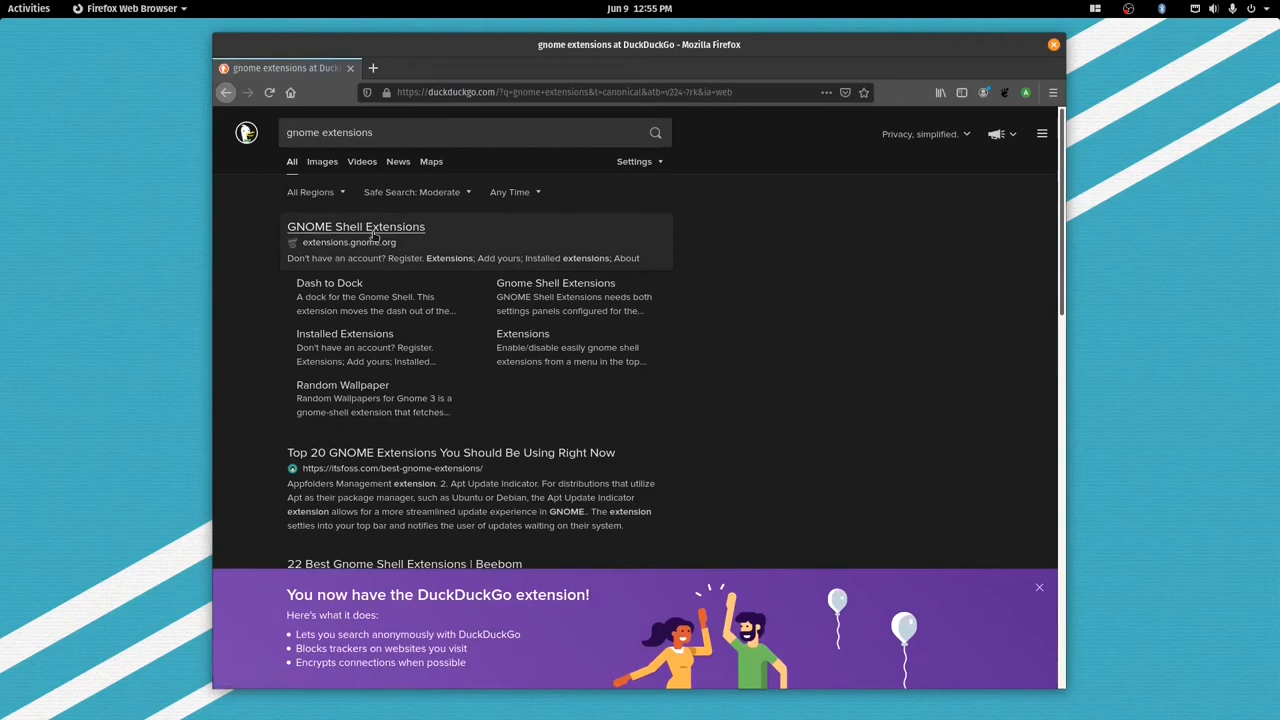 Activities Firefox Web Browser Jun 9 12:55 PM
gnome extensions at DuckDuckGo - Mozilla Firefox
gnome extensions at Duck
https://duckduckgo.com/?q=gnome+extensions&t=canonical&atb=v224-7rk&ia=web
gnome extensions
Privacy, simplified.
All Images Videos News Maps Settings
All Regions Safe Search: Moderate Any Time
GNOME Shell Extensions
extensions.gnome.org
Don't have an account? Register. Extensions; Add yours; Installed extensions; About
Dash to Dock
A dock for the Gnome Shell. This
extension moves the dash out of the...
Gnome Shell Extensions
GNOME Shell Extensions needs both
settings panels configured for the...
Installed Extensions
Don't have an account? Register.
Extensions; Add yours; Installed...
Extensions
Enable/disable easily gnome shell
extensions from a menu in the top...
Random Wallpaper
Random Wallpapers for Gnome 3 is a
gnome-shell extension that fetches...
Top 20 GNOME Extensions You Should Be Using Right Now
https://itsfoss.com/best-gnome-extensions/
Appfolders Management extension. 2. Apt Update Indicator. For distributions that utilize
Apt as their package manager, such as Ubuntu or Debian, the Apt Update Indicator
extension allows for a more streamlined update experience in GNOME.. The extension
settles into your top bar and notifies the user of updates waiting on their system.
22 Best Gnome Shell Extensions | Beebom
You now have the DuckDuckGo extension!
Here's what it does:
• Lets you search anonymously with DuckDuckGo
• Blocks trackers on websites you visit
• Encrypts connections when possible